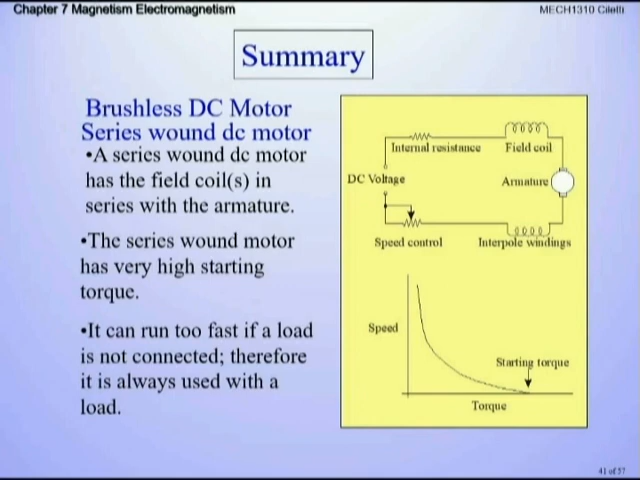 Chapter 7 Magnetism Electromagnetism
MECH1310 Ciletti
Summary
Brushless DC Motor
Series wound dc motor
•A series wound dc motor
has the field coil(s) in
series with the armature.
•The series wound motor
has very high starting
torque.
•It can run too fast if a load
is not connected; therefore
it is always used with a
load.
Internal resistance
Field coil
DC Voltage
Armature
Speed control
Interpole windings
Speed
Starting torque
Torque
41 of 57